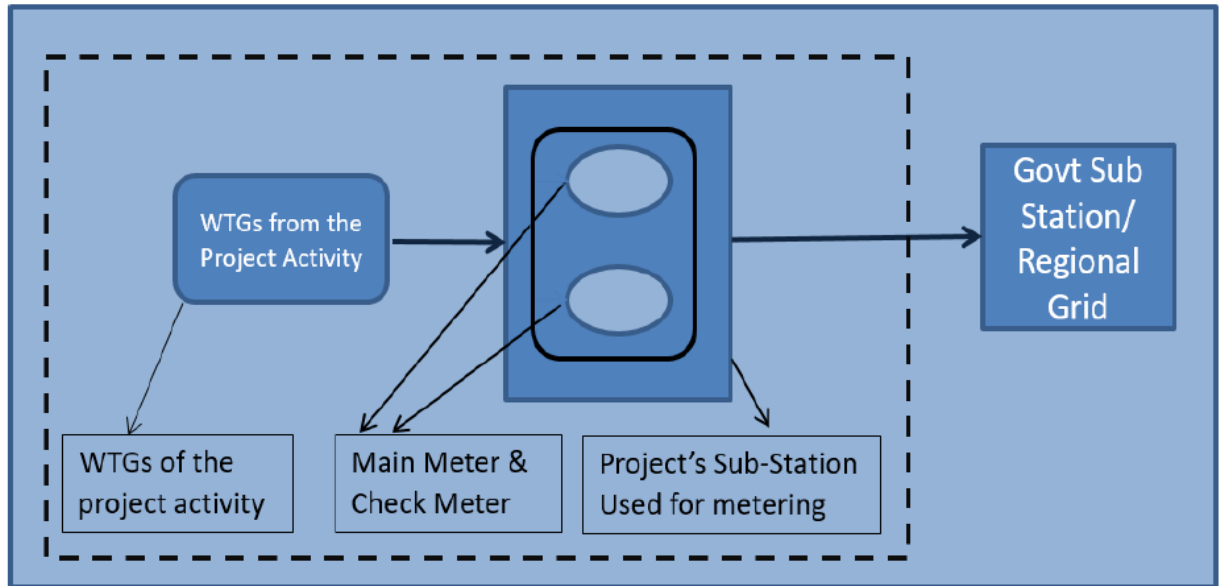 WTGs from the
Project Activity
Govt Sub
Station/
Regional
Grid
WTGs of the
project activity
Main Meter &
Check Meter
Project's Sub-Station
Used for metering